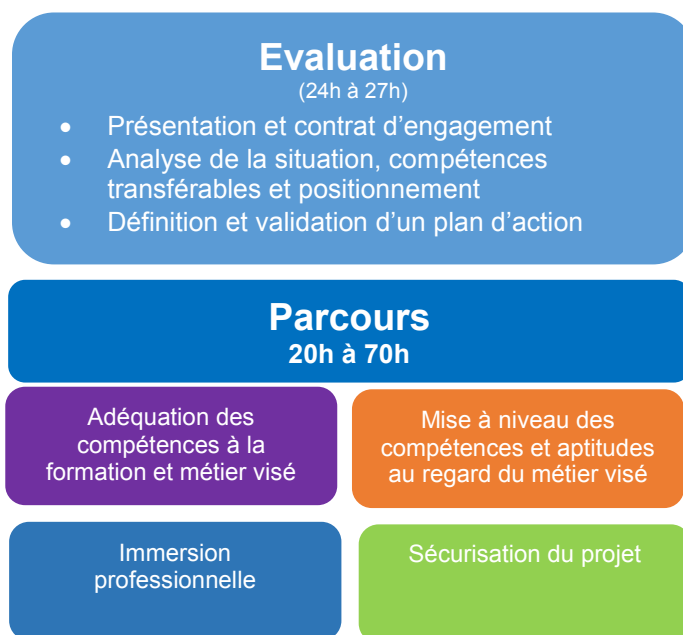 Evaluation
(24h à 27h)
• Présentation et contrat d'engagement
• Analyse de la situation, compétences
transférables et positionnement
• Définition et validation d'un plan d'action
Parcours
20h à 70h
Adéquation des
compétences à la
formation et métier visé
Mise à niveau des
compétences et aptitudes
au regard du métier visé
Immersion
professionnelle
Sécurisation du projet